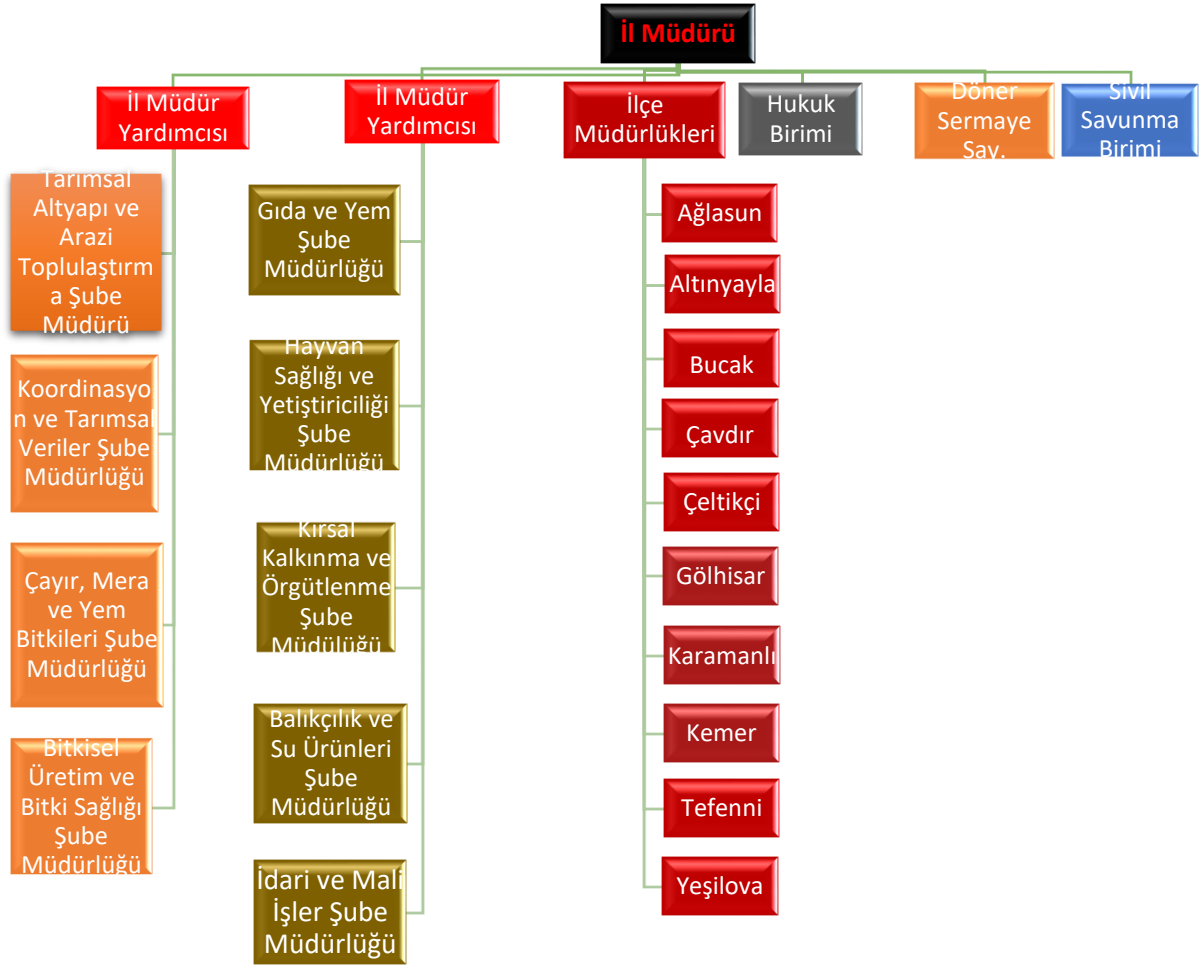 İl Müdürü
İl Müdür
Yardımcısı
İl Müdür
Yardımcısı
İlçe
Müdürlükleri
Hukuk
Birimi
Döner
Sermaye
Say.
Sivil
Savunma
Birimi
Tarımsal
Altyapı ve
Arazi
Toplulaştırm
a Şube
Müdürü
Koordinasyo
n ve Tarımsal
Veriler Şube
Müdürlüğü
Çayır, Mera
ve Yem
Bitkileri Şube
Müdürlüğü
Bitkisel
Üretim ve
Bitki Sağlığı
Şube
Müdürlüğü
Gıda ve Yem
Şube
Müdürlüğü
Hayvan
Sağlığı ve
Yetiştiriciliği
Şube
Müdürlüğü
Kırsal
Kalkınma ve
Örgütlenme
Şube
Müdülüğü
Balıkçılık ve
Su Ürünleri
Şube
Müdürlüğü
İdari ve Mali
İşler Şube
Müdürlüğü
Ağlasun
Altınyayla
Bucak
Çavdır
Çeltikçi
Gölhisar
Karamanlı
Kemer
Tefenni
Yeşilova